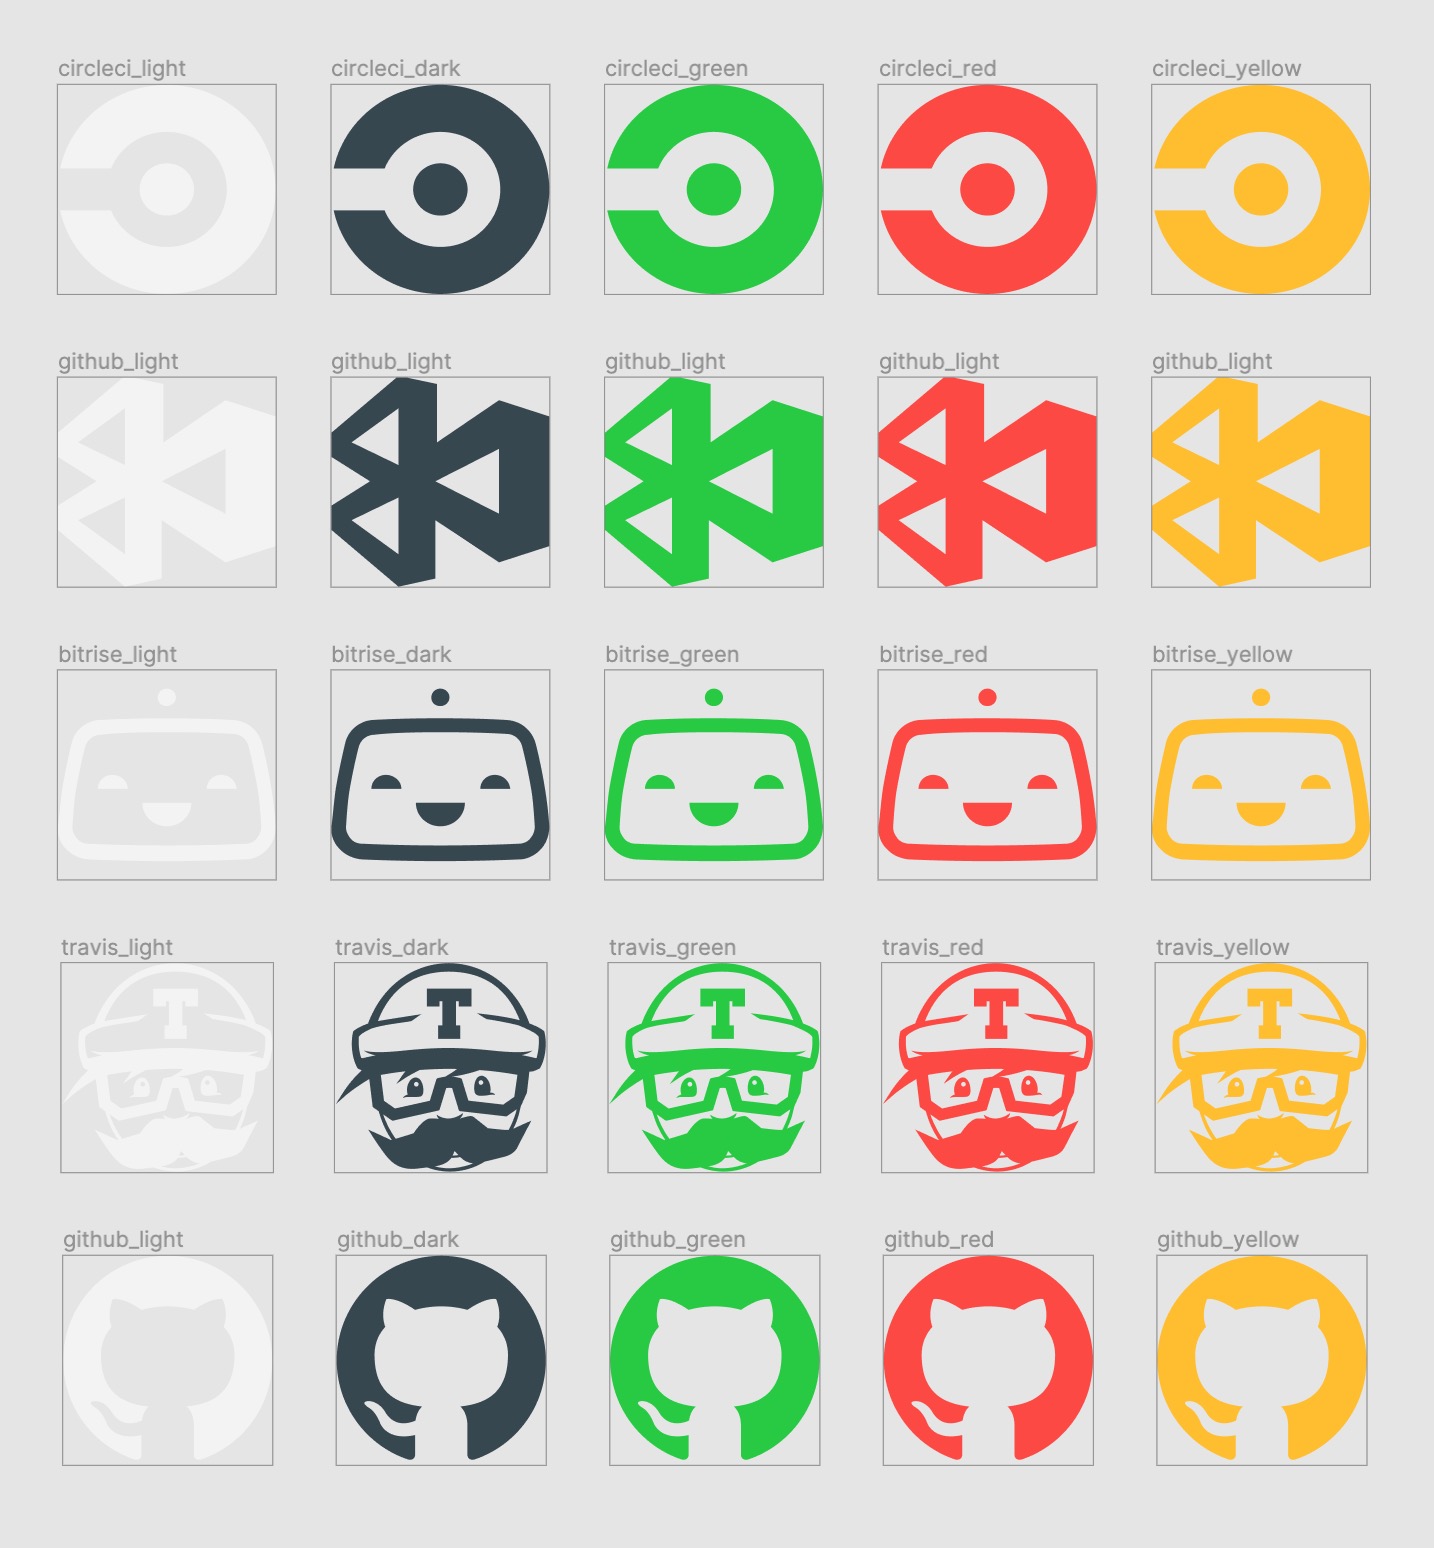 circleci_light circleci_dark circleci_green circleci_red circleci_yellow
github_light github_light github_light github_light github_light
bitrise_light bitrise_dark bitrise_green bitrise_red bitrise_yellow
travis_light travis_dark travis_green travis_red travis_yellow
T T T T T
github_light github_dark github_green github_red github_yellow